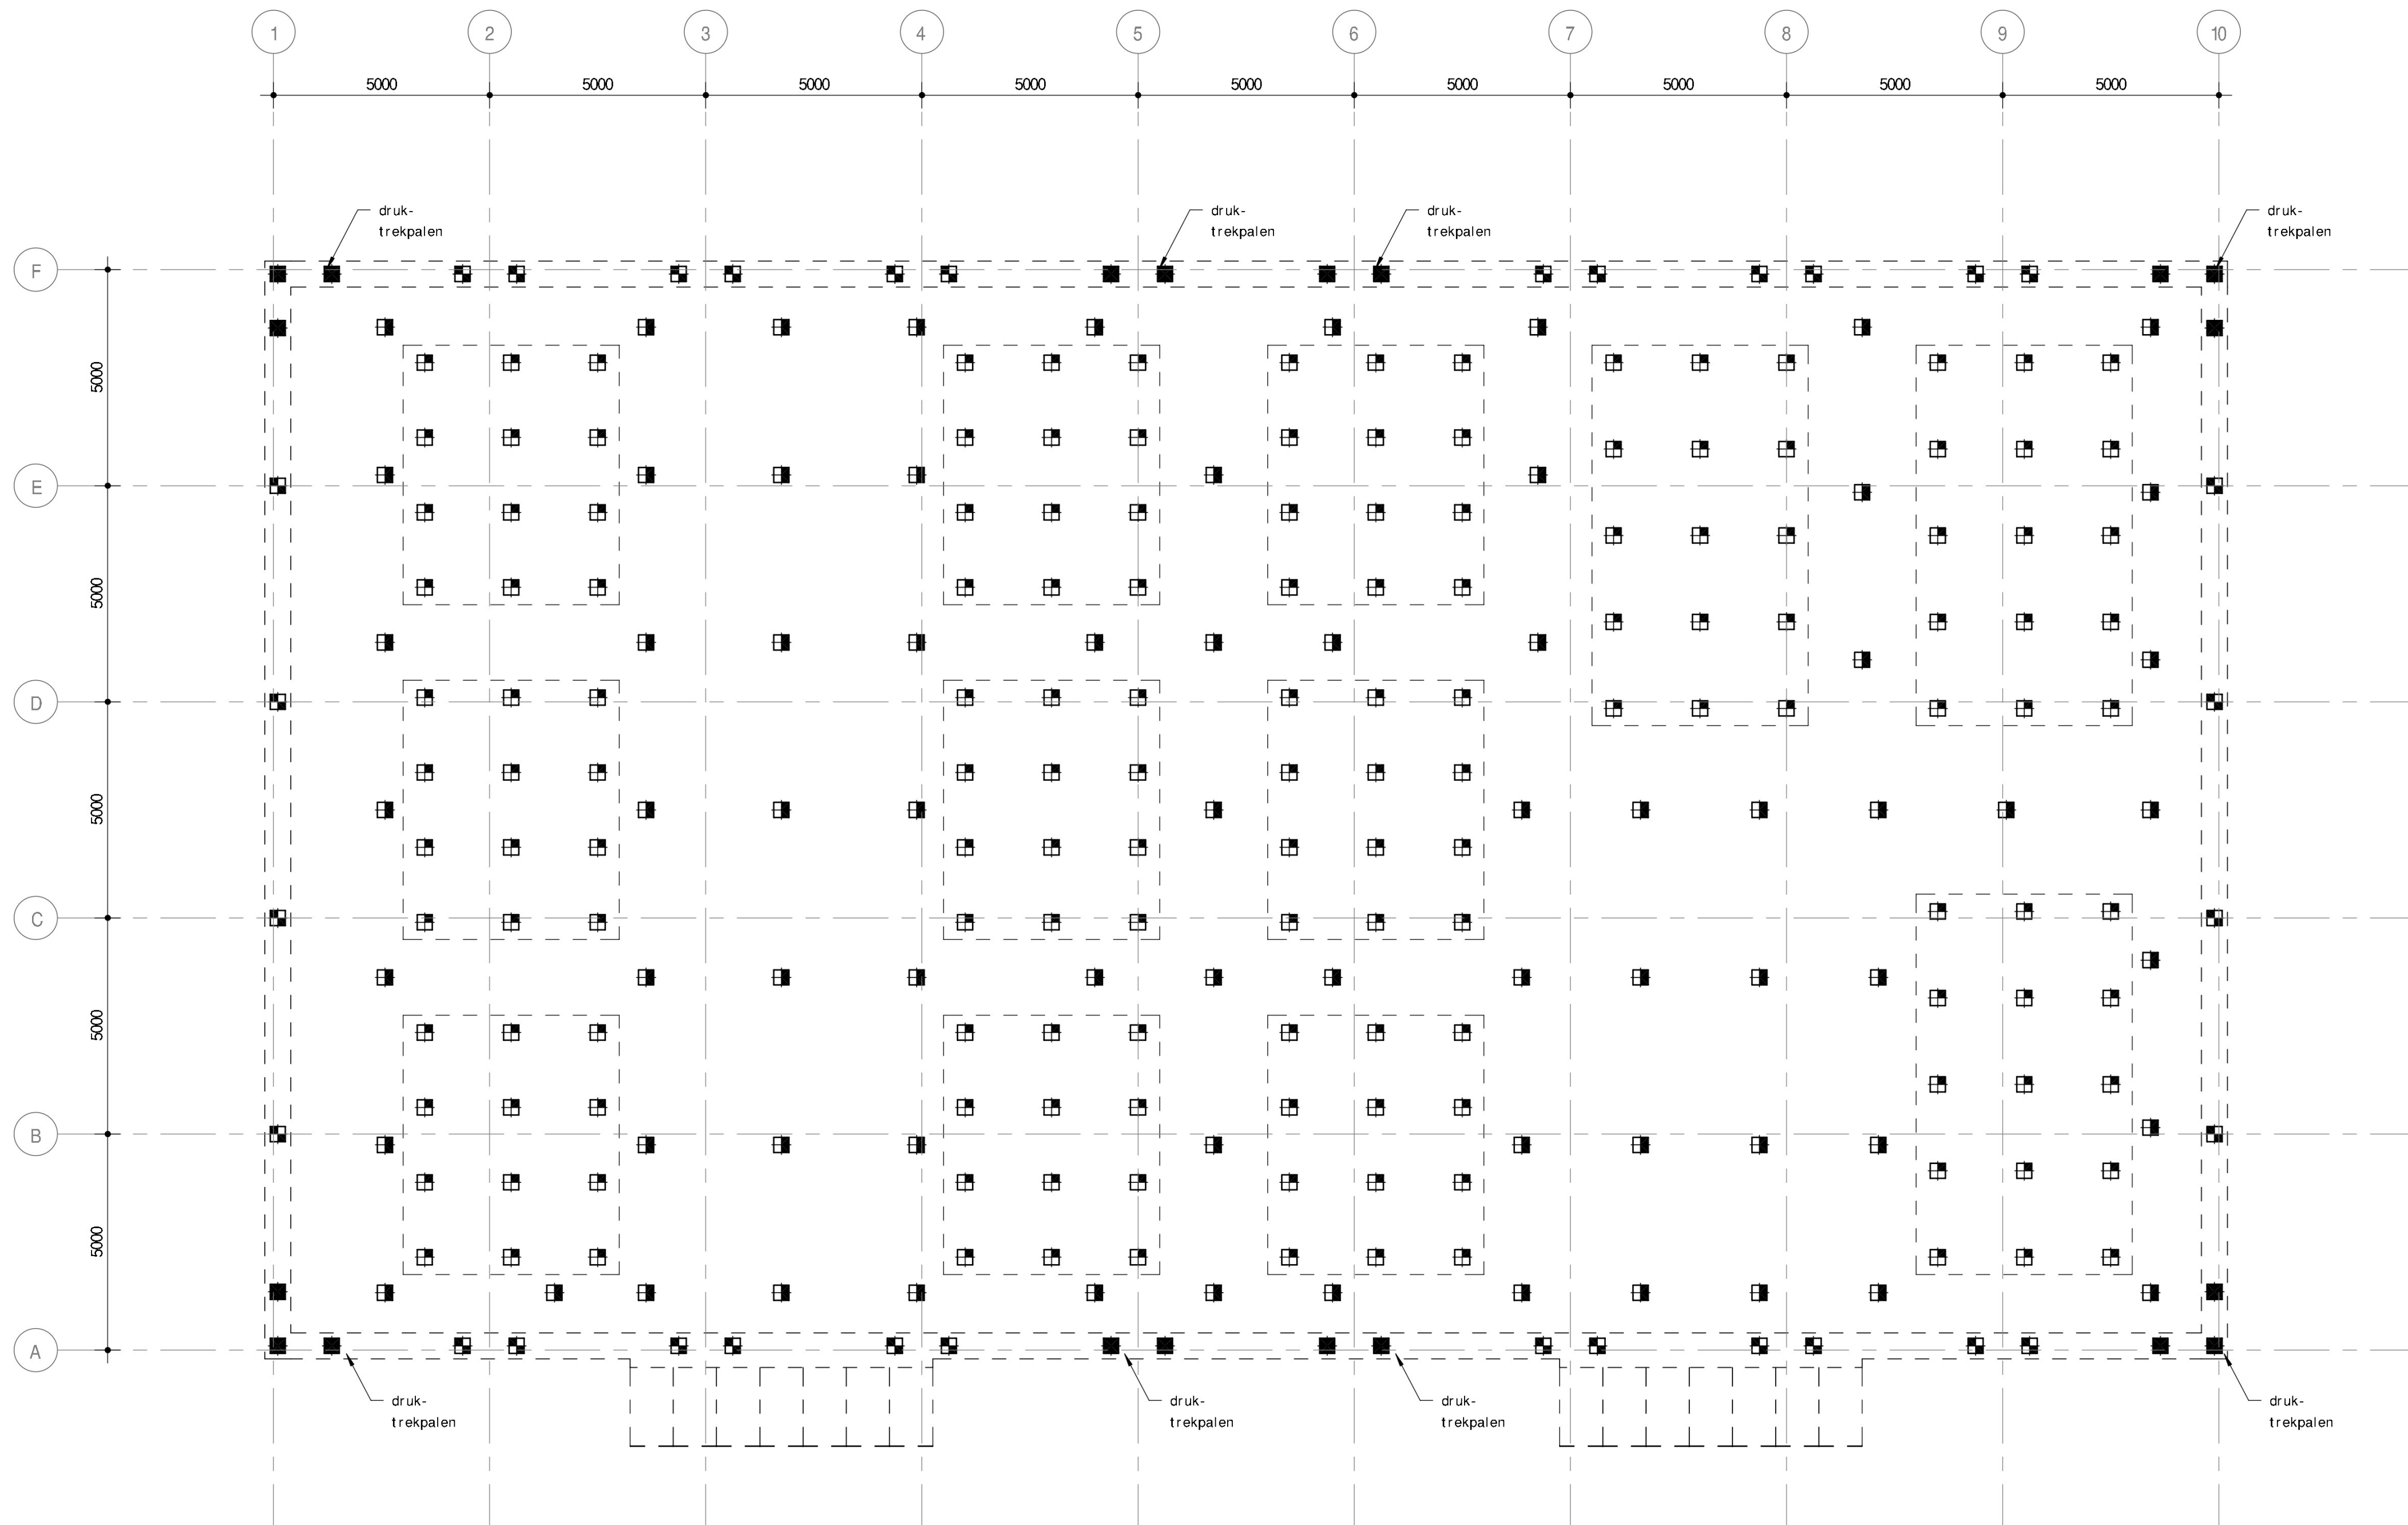 1 2 3 4 5 6 7 8 9 10
5000 5000 5000 5000 5000 5000 5000 5000 5000
druk- druk- druk- druk-
trekpalen trekpalen trekpalen trekpalen
F
5000
E
5000
D
5000
C
5000
B
5000
A
druk- druk- druk- druk-
trekpalen trekpalen trekpalen trekpalen